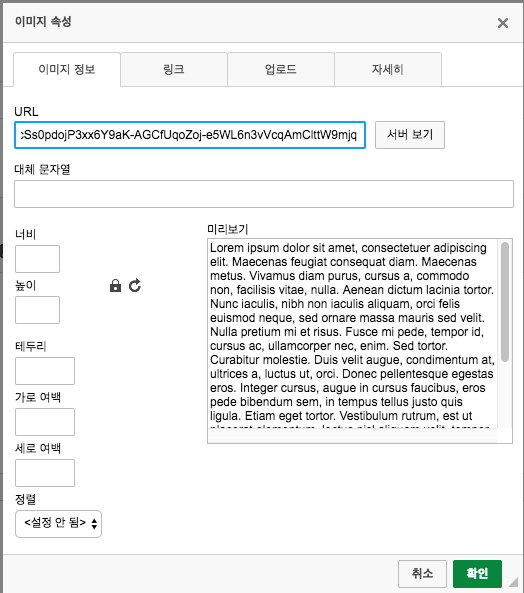 이미지 속성
이미지 정보
링크
업로드
자세히
URL
:Ss0pdojP3xx6Y9aK-AGCfUqoZoj-e5WL6n3vVcqAmClttW9mjq
서버 보기
대체 문자열
너비
높이
테두리
가로 여백
세로 여백
정렬
<설정 안 됨>
미리보기
Lorem ipsum dolor sit amet, consectetuer adipiscing
elit. Maecenas feugiat consequat diam. Maecenas
metus. Vivamus diam purus, cursus a, commodo
non, facilisis vitae, nulla. Aenean dictum lacinia tortor.
Nunc iaculis, nibh non iaculis aliquam, orci felis
euismod neque, sed ornare massa mauris sed velit.
Nulla pretium mi et risus. Fusce mi pede, tempor id,
cursus ac, ullamcorper nec, enim. Sed tortor.
Curabitur molestie. Duis velit augue, condimentum at,
ultrices a, luctus ut, orci. Donec pellentesque egestas
eros. Integer cursus, augue in cursus faucibus, eros
pede bibendum sem, in tempus tellus justo quis
ligula. Etiam eget tortor. Vestibulum rutrum, est ut
placerat elementum, lectus nisl aliquam velit, tempor
취소
확인